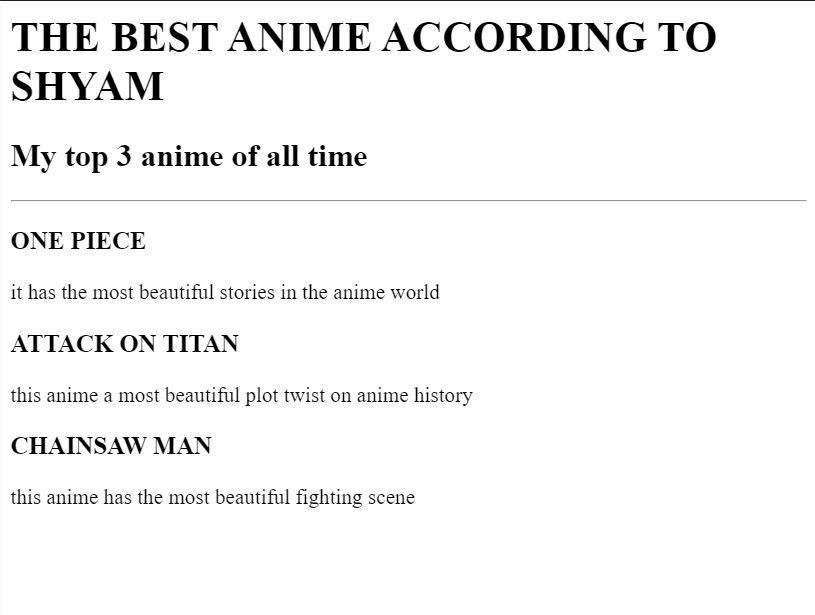 THE BEST ANIME ACCORDING TO
SHYAM
My top 3 anime of all time
ONE PIECE
it has the most beautiful stories in the anime world
ATTACK ON TITAN
this anime a most beautiful plot twist on anime history
CHAINSAW MAN
this anime has the most beautiful fighting scene